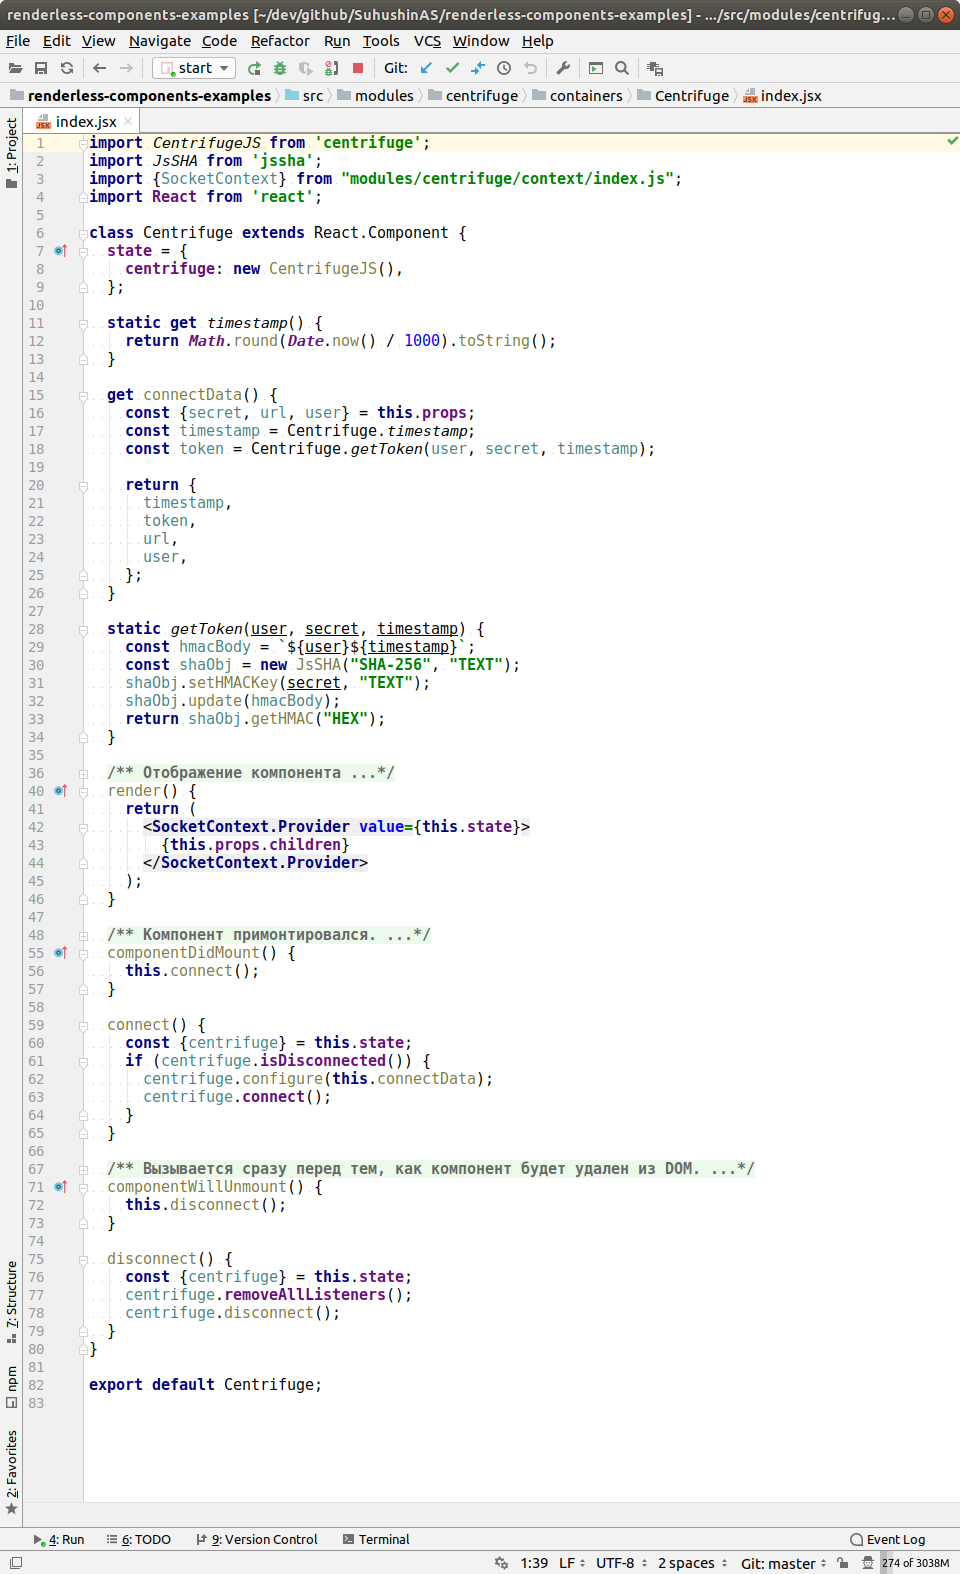 renderless-components-examples [~/dev/github/SuhushinAS/renderless-components-examples] - .../src/modules/centrifug...
File Edit View Navigate Code Refactor Run Tools VCS Window Help
start Git:
renderless-components-examples src modules centrifuge containers Centrifuge index.jsx
1: Project
index.jsx
1 import CentrifugeJS from 'centrifuge';
2 import JsSHA from 'jssha';
3 import {SocketContext} from "modules/centrifuge/context/index.js";
4 import React from 'react';
5
6 class Centrifuge extends React.Component {
7 state = {
8 centrifuge: new CentrifugeJS(),
9 };
10
11 static get timestamp() {
12 return Math.round(Date.now() / 1000).toString();
13 }
14
15 get connectData() {
16 const {secret, url, user} = this.props;
17 const timestamp = Centrifuge.timestamp;
18 const token = Centrifuge.getToken(user, secret, timestamp);
19
20 return {
21 timestamp,
22 token,
23 url,
24 user,
25 };
26 }
27
28 static getToken(user, secret, timestamp) {
29 const hmacBody = `${user}${timestamp}`;
30 const shaObj = new JsSHA("SHA-256", "TEXT");
31 shaObj.setHMACKey(secret, "TEXT");
32 shaObj.update(hmacBody);
33 return shaObj.getHMAC("HEX");
34 }
35
36 /** Отображение компонента ...*/
40 render() {
41 return (
42 <SocketContext.Provider value={this.state}>
43 {this.props.children}
44 </SocketContext.Provider>
45 );
46 }
47
48 /** Компонент примонтировался. ...*/
55 componentDidMount() {
56 this.connect();
57 }
58
59 connect() {
60 const {centrifuge} = this.state;
61 if (centrifuge.isDisconnected()) {
62 centrifuge.configure(this.connectData);
63 centrifuge.connect();
64 }
65 }
66
67 /** Вызывается сразу перед тем, как компонент будет удален из DOM. ...*/
71 componentWillUnmount() {
72 this.disconnect();
73 }
74
75 disconnect() {
76 const {centrifuge} = this.state;
77 centrifuge.removeAllListeners();
78 centrifuge.disconnect();
79 }
80 }
81
82 export default Centrifuge;
83
7: Structure
npm
2: Favorites
4: Run 6: TODO 9: Version Control Terminal Event Log
1:39 LF UTF-8 2 spaces Git: master 274 of 3038M